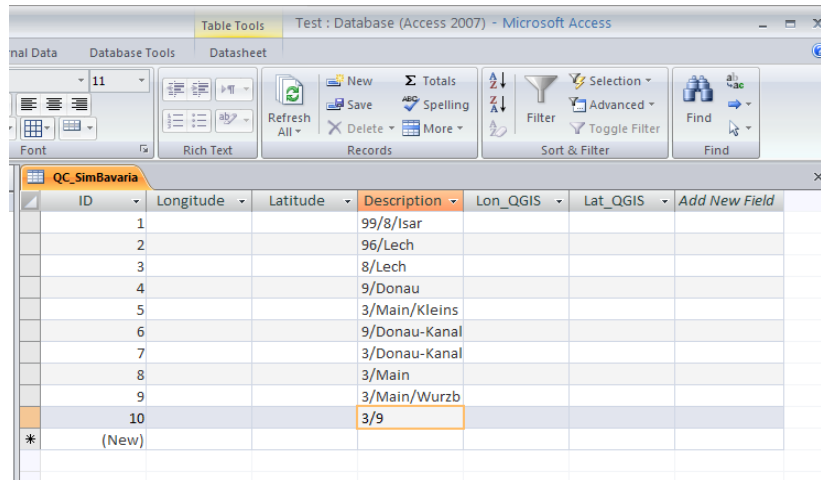 Table Tools Test : Database (Access 2007) - Microsoft Access
Data Database Tools Datasheet
11
New Σ Totals
Save Spelling
Delete More
Refresh
All
Selection
Advanced
Toggle Filter
Filter
Find
Font Rich Text Records Sort & Filter Find
QC_SimBavaria
ID Longitude Latitude Description Lon_QGIS Lat_QGIS Add New Field
1 99/8/Isar
2 96/Lech
3 8/Lech
4 9/Donau
5 3/Main/Kleins
6 9/Donau-Kanal
7 3/Donau-Kanal
8 3/Main
9 3/Main/Wurzb
10 3/9
(New)